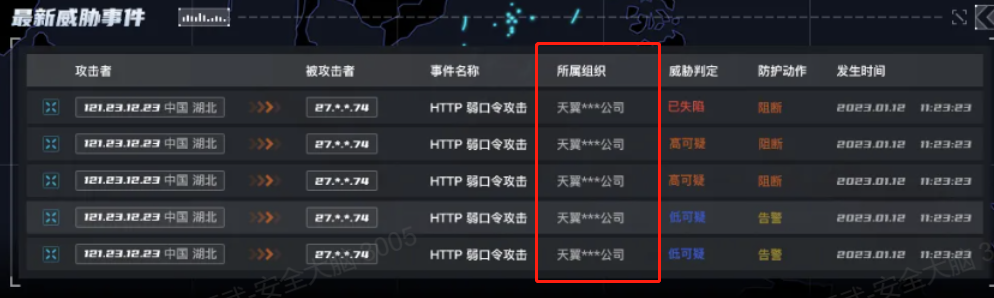 最新威胁事件
攻击者 被攻击者 事件名称 所属组织 威胁判定 防护动作 发生时间
121.23.12.23 中国 湖北 27.*.*.74 HTTP 弱口令攻击 天翼***公司 已失陷 阻断 2023.01.12 11:23:23
121.23.12.23 中国 湖北 27.*.*.74 HTTP 弱口令攻击 天翼***公司 高可疑 阻断 2023.01.12 11:23:23
121.23.12.23 中国 湖北 27.*.*.74 HTTP 弱口令攻击 天翼***公司 高可疑 阻断 2023.01.12 11:23:23
121.23.12.23 中国 湖北 27.*.*.74 HTTP 弱口令攻击 天翼***公司 低可疑 告警 2023.01.12 11:23:23
121.23.12.23 中国 湖北 27.*.*.74 HTTP 弱口令攻击 天翼***公司 低可疑 告警 2023.01.12 11:23:23
安全大脑 3005